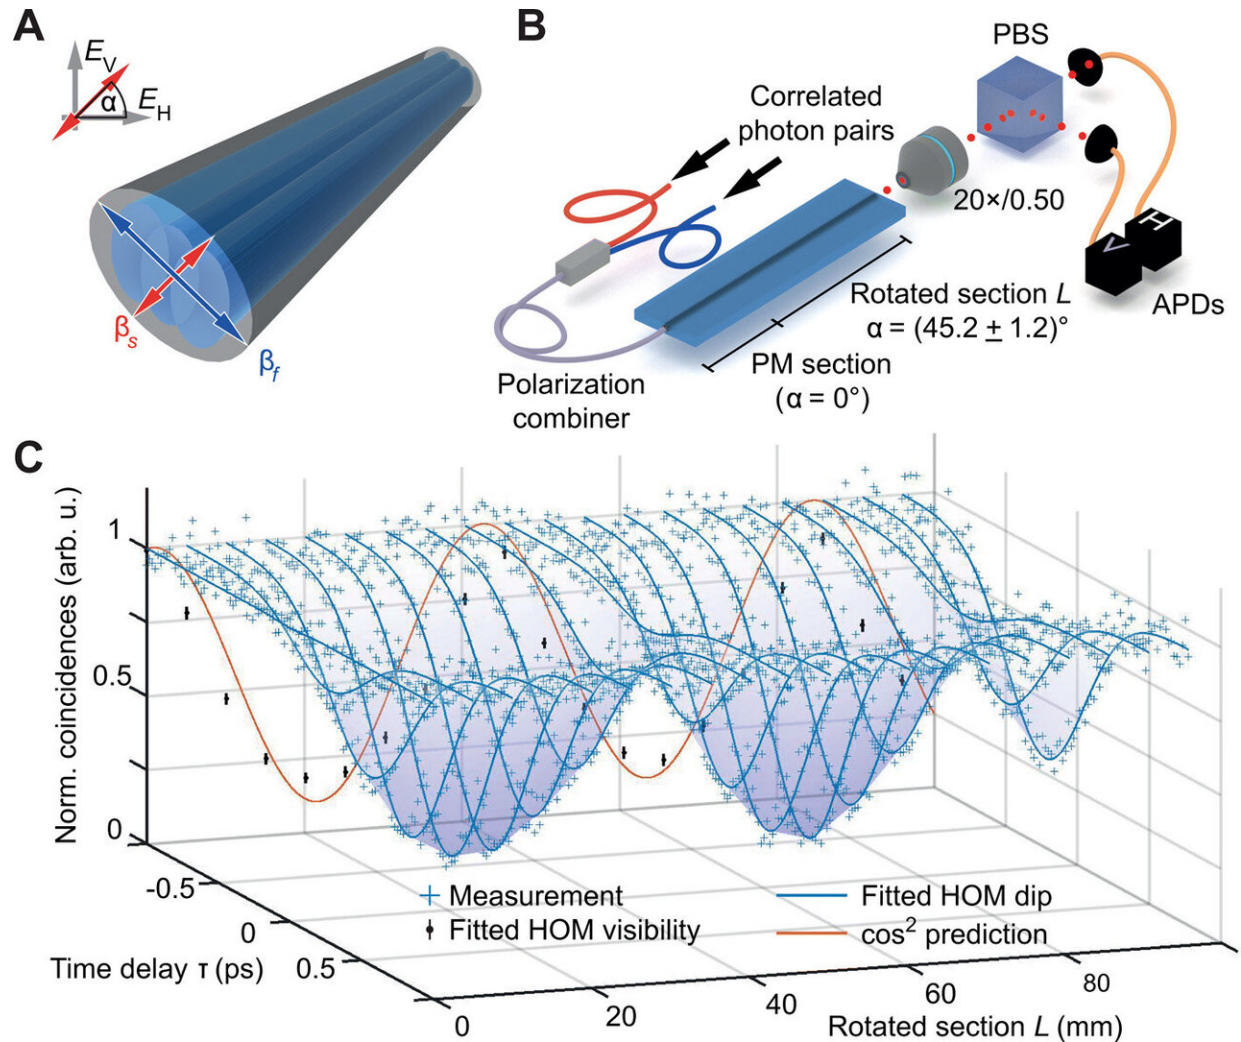 A
E_V
α
E_H
β_s
β_f
B
PBS
Correlated
photon pairs
20×/0.50
V
H
APDs
Rotated section L
α = (45.2 ± 1.2)°
PM section
(α = 0°)
Polarization
combiner
C
Norm. coincidences (arb. u.)
1
0.5
0
-0.5
0
0.5
Time delay τ (ps)
Measurement
Fitted HOM visibility
Fitted HOM dip
cos² prediction
0
20
40
60
80
Rotated section L (mm)